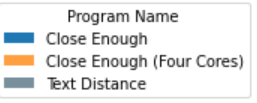 Program Name
Close Enough
Close Enough (Four Cores)
Text Distance